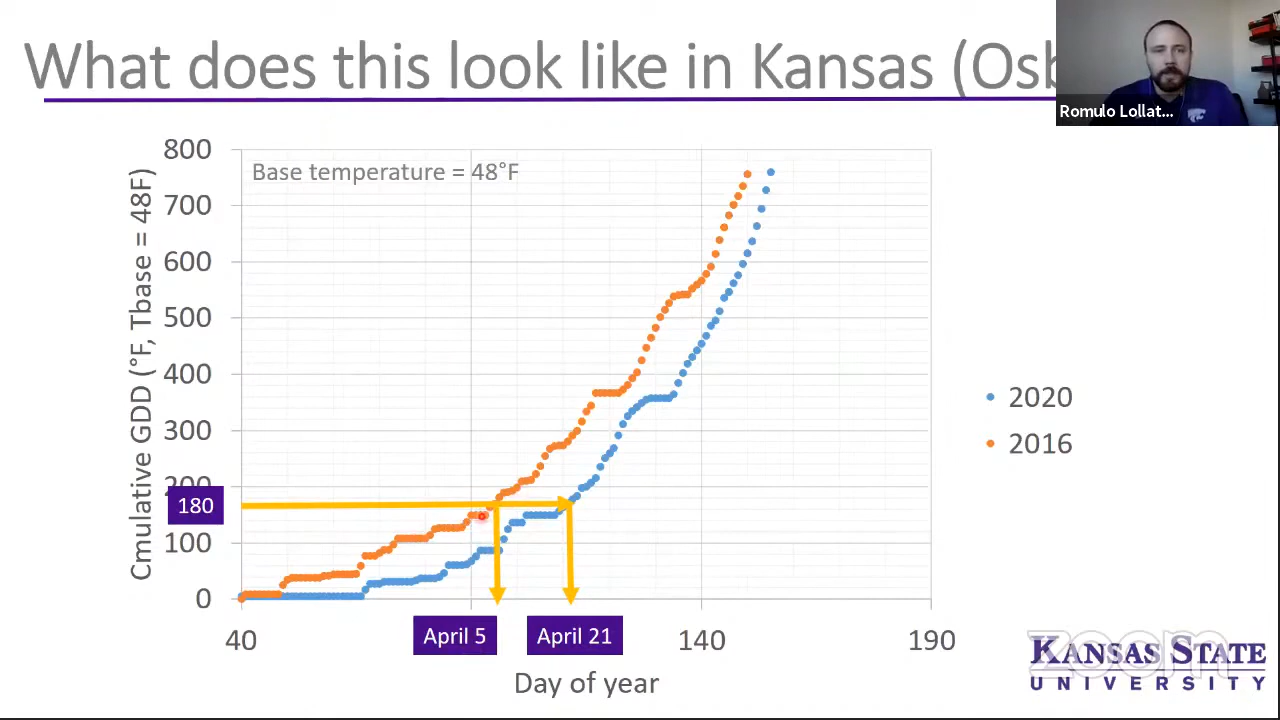 What does this look like in Kansas (Osb
Romulo Lollat...
Base temperature = 48°F
Cmulative GDD (°F, Tbase = 48F)
800
700
600
500
400
300
200
180
100
0
2020
2016
April 5
April 21
40
140
190
Day of year
zoom
KANSAS STATE
UNIVERSITY